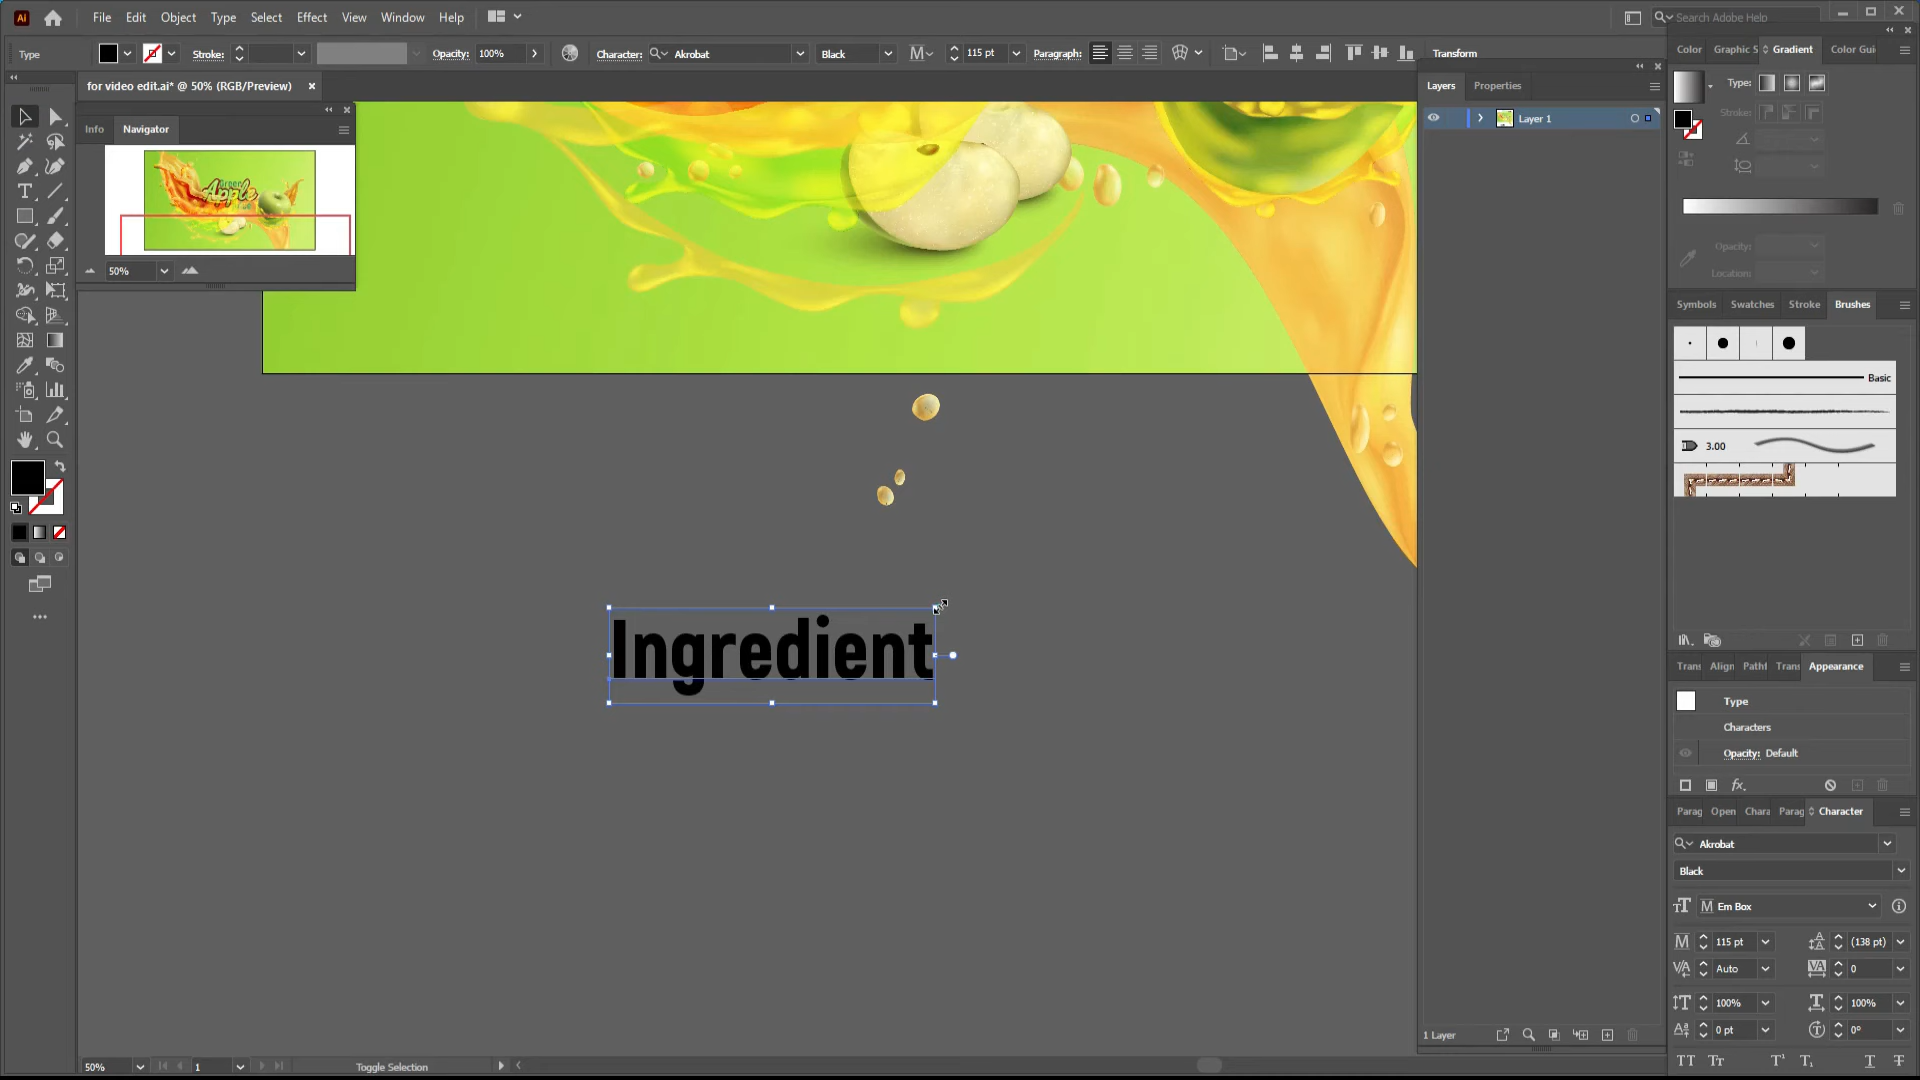 Ai File Edit Object Type Select Effect View Window Help Search Adobe Help
Type Stroke: Opacity: 100% Character: Akrobat Black 115 pt Paragraph: Transform
for video edit.ai* @ 50% (RGB/Preview)
Info Navigator
Green
Apple
50%
Layers Properties
Layer 1
Color Graphic S Gradient Color Gui
Type:
Stroke:
Opacity:
Location:
Symbols Swatches Stroke Brushes
Basic
3.00
Ingredient
Trans Align Pathf Trans Appearance
Type
Characters
Opacity: Default
fx
Parag Open Chara Parag Character
Akrobat
Black
Em Box
115 pt (138 pt)
Auto 0
100% 100%
0 pt 0°
1 Layer
50% 1 Toggle Selection